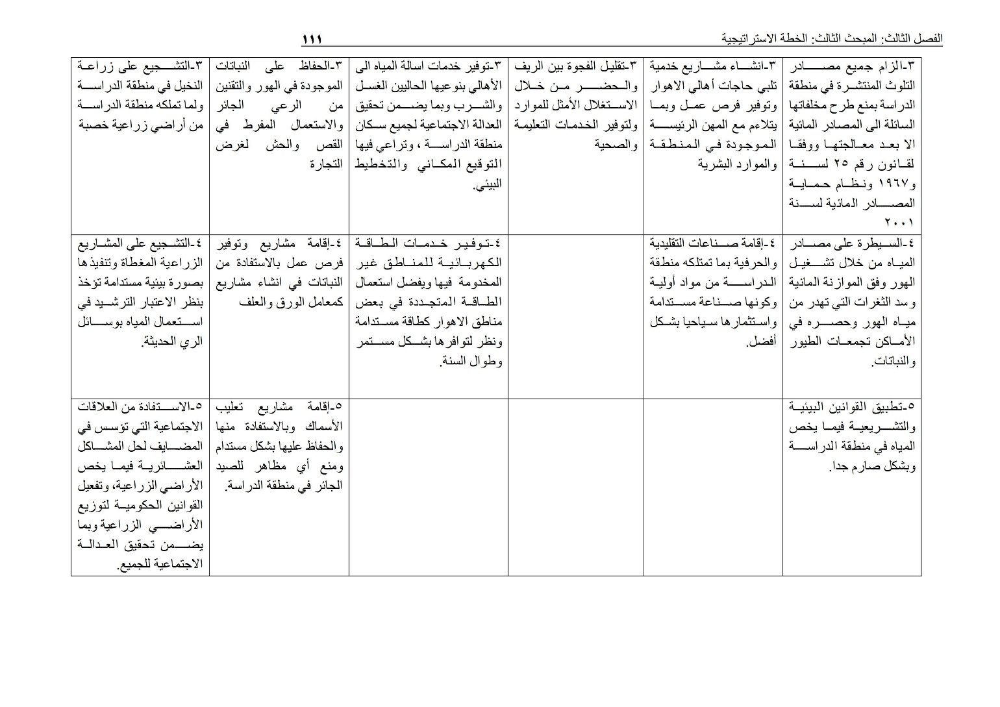 الفصل الثالث: المبحث الثالث: الخطة الاستراتيجية ١١١
٣-الزام جميع مصادر
التلوث المنتشرة في منطقة
الدراسة بمنع طرح مخلفاتها
السائلة الى المصادر المائية
الا بعد معالجتها ووفقا
لقانون رقم ٢٥ لسنة
و١٩٦٧ ونظام حماية
المصادر المائية لسنة
٢٠٠١
٣-انشاء مشاريع خدمية
تلبي حاجات أهالي الاهوار
وتوفير فرص عمل وبما
يتلاءم مع المهن الرئيسة
الموجودة في المنطقة
والموارد البشرية
٣-تقليل الفجوة بين الريف
والحضر من خلال
الاستغلال الأمثل للموارد
ولتوفير الخدمات التعليمة
والصحية
٣-توفير خدمات اسالة المياه الى
الأهالي بنوعيها الحاليين الغسل
والشرب وبما يضمن تحقيق
العدالة الاجتماعية لجميع سكان
منطقة الدراسة ، وتراعي فيها
التوقيع المكاني والتخطيط
البيئي.
٣-الحفاظ على النباتات
الموجودة في الهور والتقنين
من الرعي الجائر
والاستعمال المفرط في
القص والحش لغرض
التجارة
٣-التشجيع على زراعة
النخيل في منطقة الدراسة
ولما تملكه منطقة الدراسة
من أراضي زراعية خصبة
٤-السيطرة على مصادر
المياه من خلال تشغيل
الهور وفق الموازنة المائية
وسد الثغرات التي تهدر من
مياه الهور وحصره في
الأماكن تجمعات الطيور
والنباتات.
٤-إقامة صناعات التقليدية
والحرفية بما تمتلكه منطقة
الدراسة من مواد أولية
وكونها صناعة مستدامة
واستثمارها سياحيا بشكل
أفضل.
٤-توفير خدمات الطاقة
الكهربائية للمناطق غير
المخدومة فيها ويفضل استعمال
الطاقة المتجددة في بعض
مناطق الاهوار كطاقة مستدامة
ونظر لتوافرها بشكل مستمر
وطوال السنة.
٤-إقامة مشاريع وتوفير
فرص عمل بالاستفادة من
النباتات في انشاء مشاريع
كمعامل الورق والعلف
٤-التشجيع على المشاريع
الزراعية المغطاة وتنفيذها
بصورة بيئية مستدامة تؤخذ
بنظر الاعتبار الترشيد في
استعمال المياه بوسائل
الري الحديثة.
٥-تطبيق القوانين البيئية
والتشريعية فيما يخص
المياه في منطقة الدراسة
وبشكل صارم جدا.
٥-إقامة مشاريع تعليب
الأسماك وبالاستفادة منها
والحفاظ عليها بشكل مستدام
ومنع أي مظاهر للصيد
الجائر في منطقة الدراسة.
٥-الاستفادة من العلاقات
الاجتماعية التي تؤسس في
المضايف لحل المشاكل
العشائرية فيما يخص
الأراضي الزراعية، وتفعيل
القوانين الحكومية لتوزيع
الأراضي الزراعية وبما
يضمن تحقيق العدالة
الاجتماعية للجميع.